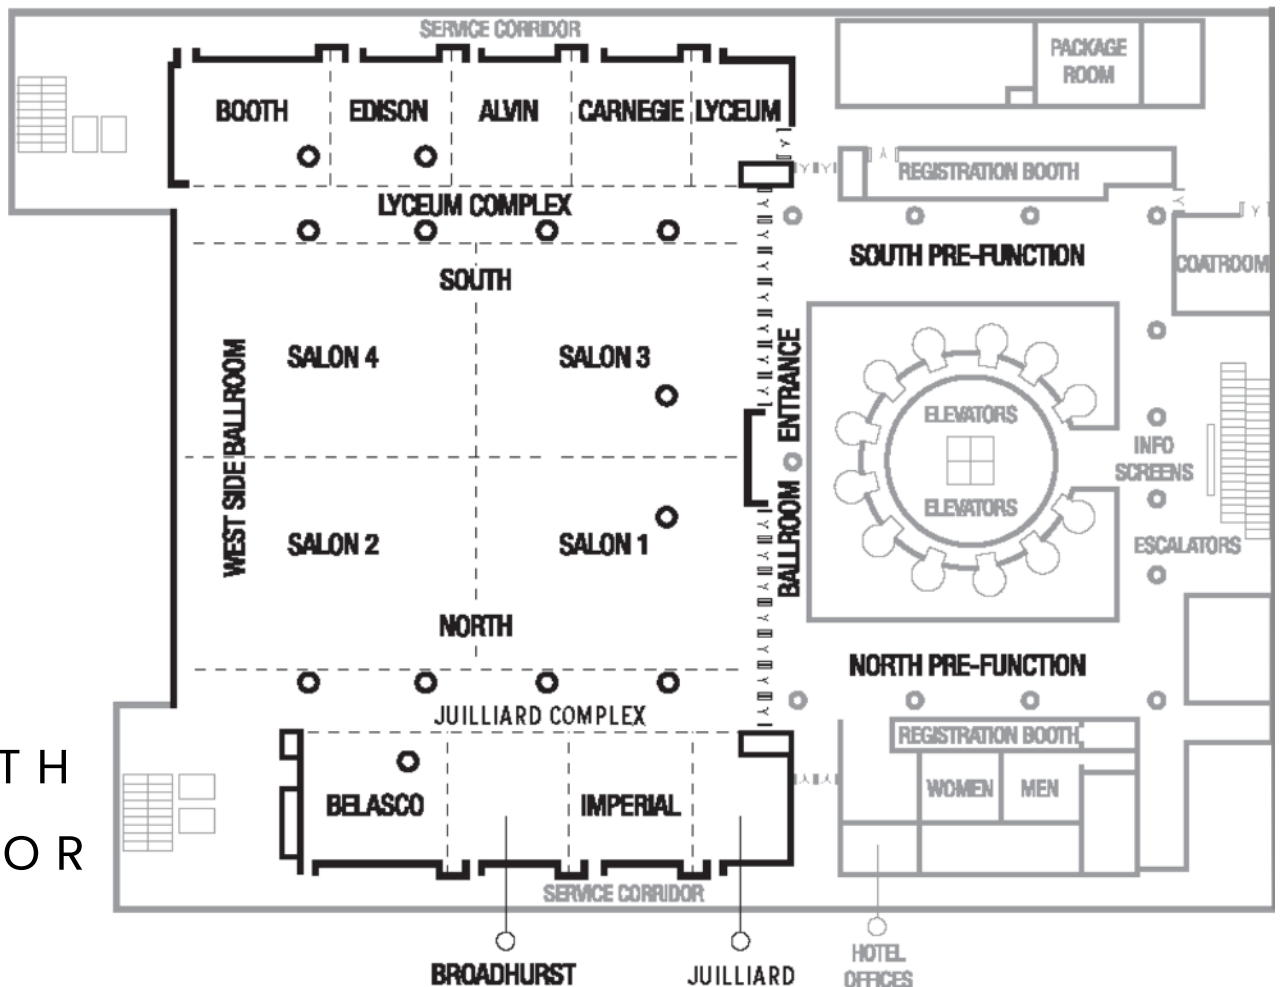 SERVICE CORRIDOR
PACKAGE
ROOM
BOOTH
EDISON
ALVIN
CARNEGIE
LYCEUM
REGISTRATION BOOTH
LYCEUM COMPLEX
SOUTH PRE-FUNCTION
COATROOM
SOUTH
SALON 4
SALON 3
WEST SIDE BALLROOM
BALLROOM ENTRANCE
ELEVATORS
ELEVATORS
INFO
SCREENS
ESCALATORS
SALON 2
SALON 1
NORTH
NORTH PRE-FUNCTION
JUILLIARD COMPLEX
REGISTRATION BOOTH
TH
OR
BELASCO
IMPERIAL
WOMEN
MEN
SERVICE CORRIDOR
BROADHURST
JUILLIARD
HOTEL
OFFICES